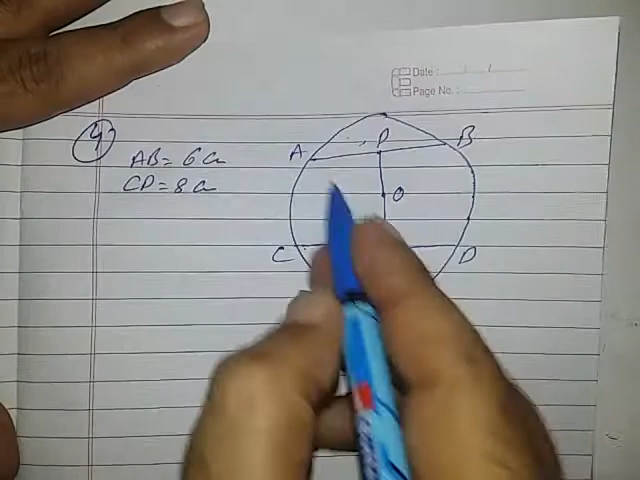 Date :
Page No. :
4
AB = 6 cm
CD = 8 cm
A
P
B
O
C
D